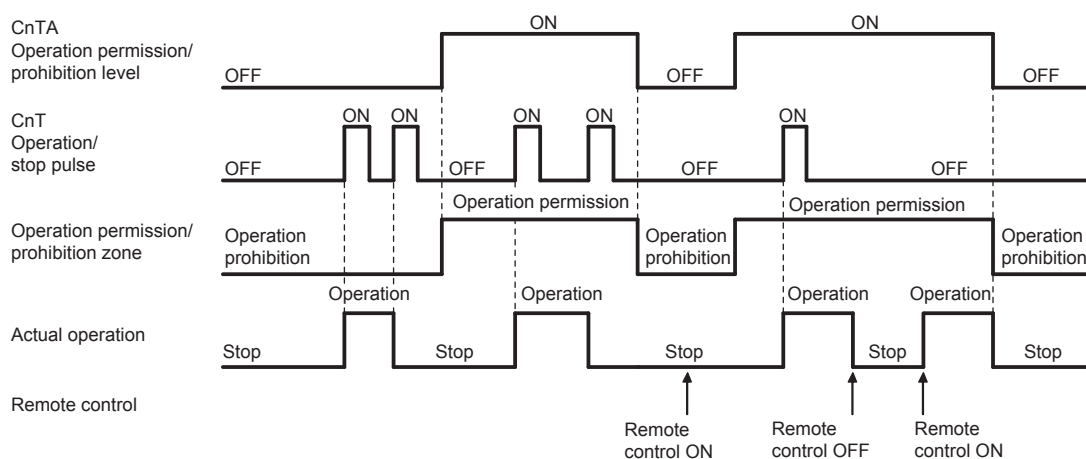 CnTA
Operation permission/
prohibition level
OFF
ON
OFF
ON
OFF
CnT
Operation/
stop pulse
OFF
ON
ON
OFF
ON
ON
OFF
ON
OFF
Operation permission/
prohibition zone
Operation
prohibition
Operation permission
Operation
prohibition
Operation permission
Operation
prohibition
Actual operation
Stop
Operation
Stop
Operation
Stop
Operation
Stop
Operation
Stop
Remote control
Remote
control ON
Remote
control OFF
Remote
control ON